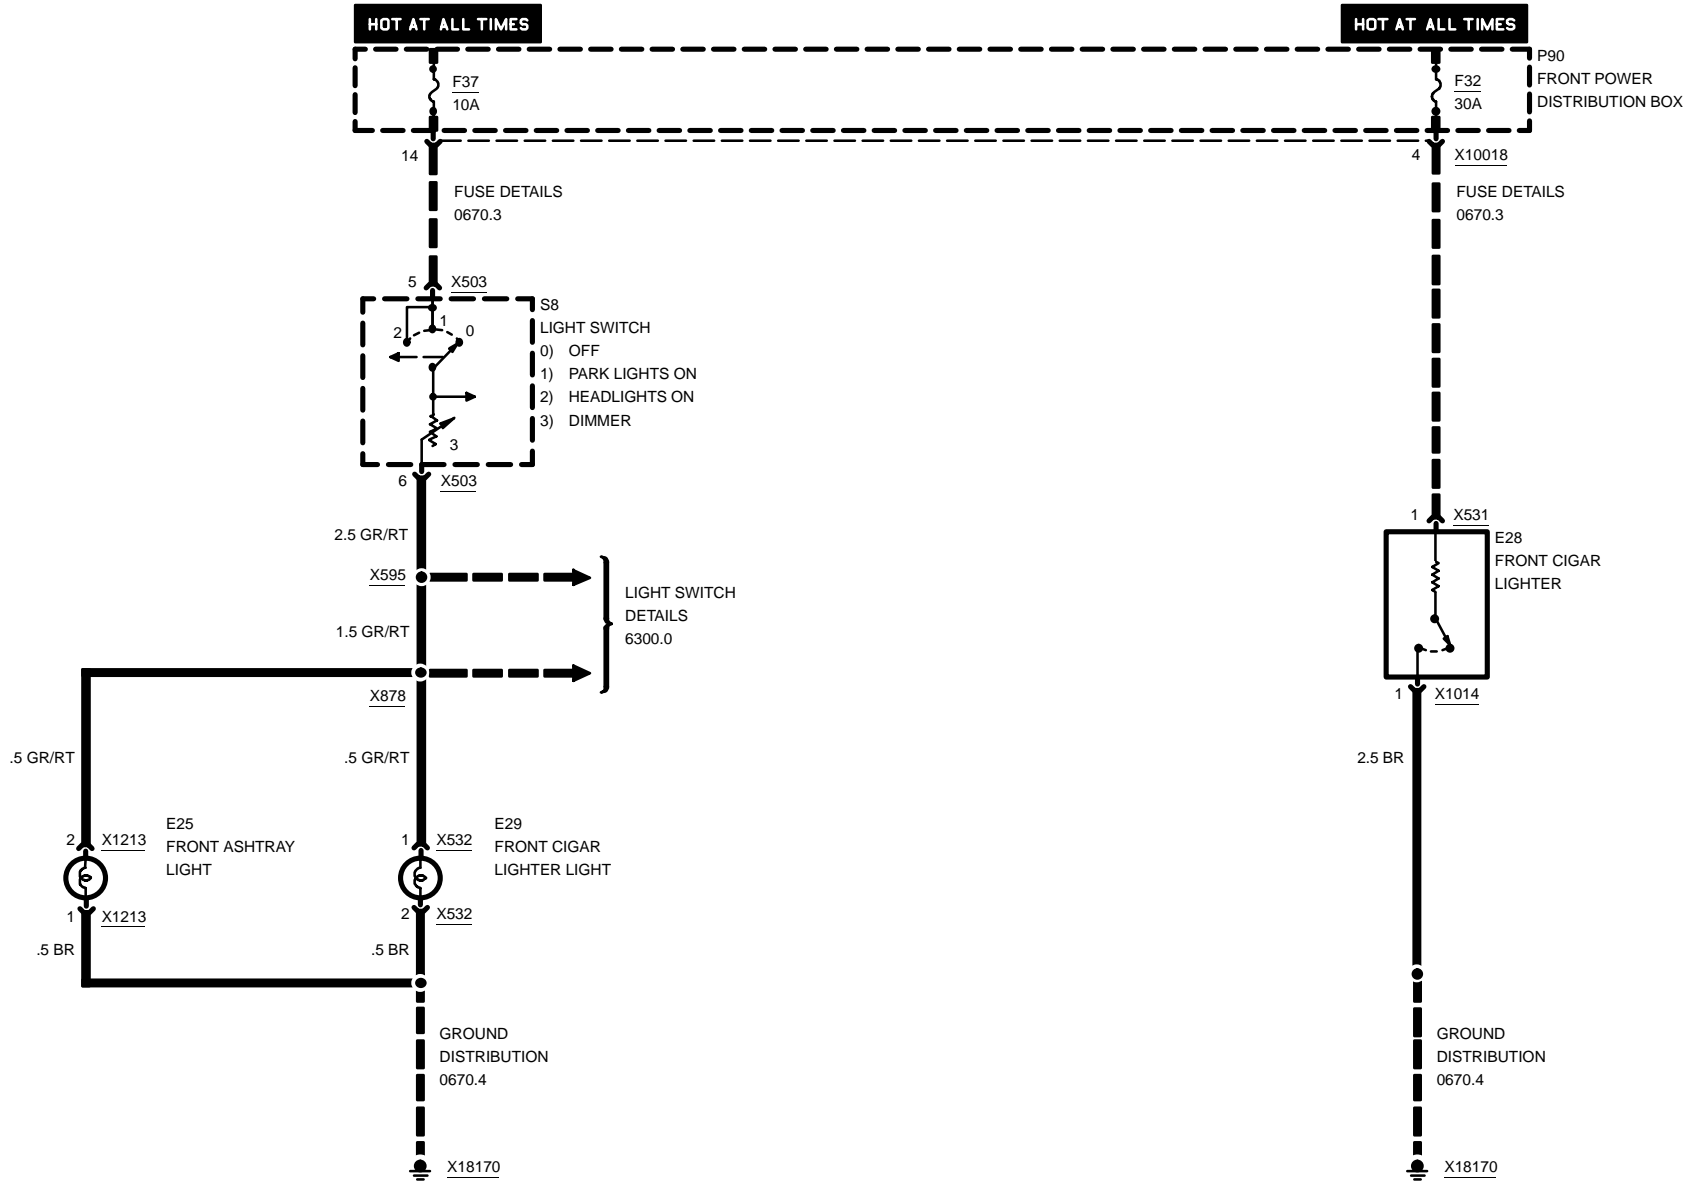 HOT AT ALL TIMES
HOT AT ALL TIMES
F37
10A
F32
30A
P90
FRONT POWER
DISTRIBUTION BOX
14
4
X10018
FUSE DETAILS
0670.3
FUSE DETAILS
0670.3
5
X503
S8
LIGHT SWITCH
0) OFF
1) PARK LIGHTS ON
2) HEADLIGHTS ON
3) DIMMER
2
1
0
3
6
X503
2.5 GR/RT
X595
1.5 GR/RT
X878
LIGHT SWITCH
DETAILS
6300.0
1
X531
E28
FRONT CIGAR
LIGHTER
1
X1014
.5 GR/RT
.5 GR/RT
2.5 BR
2
X1213
E25
FRONT ASHTRAY
LIGHT
1
X1213
1
X532
E29
FRONT CIGAR
LIGHTER LIGHT
2
X532
.5 BR
.5 BR
GROUND
DISTRIBUTION
0670.4
GROUND
DISTRIBUTION
0670.4
X18170
X18170